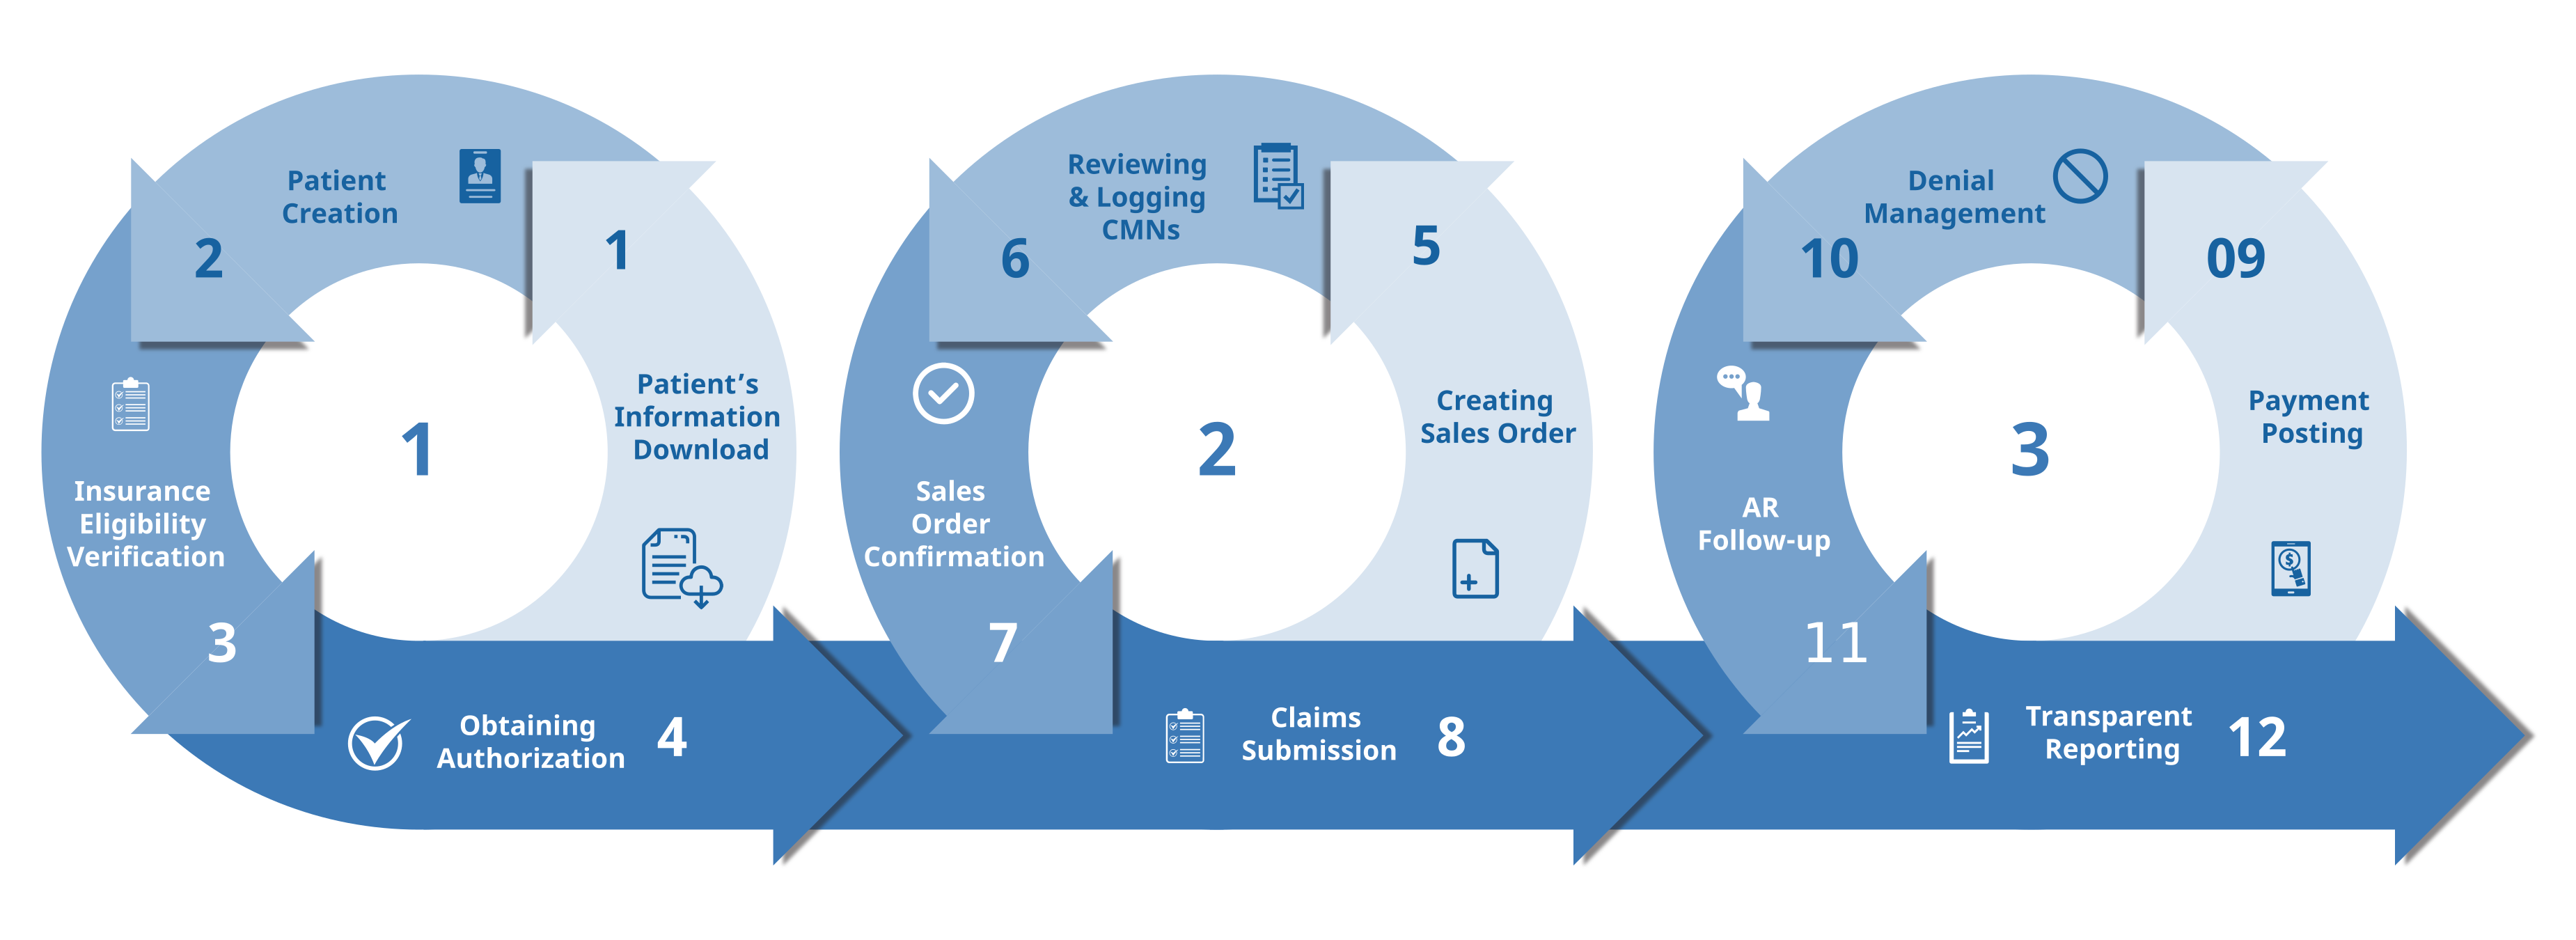 1
Patient’s
Information
Download
1
Patient
Creation
2
Insurance
Eligibility
Verification
3
Obtaining
Authorization
4
2
Creating
Sales Order
5
Reviewing
& Logging
CMNs
6
Sales
Order
Confirmation
7
Claims
Submission
8
3
Payment
Posting
09
Denial
Management
10
AR
Follow-up
11
Transparent
Reporting
12